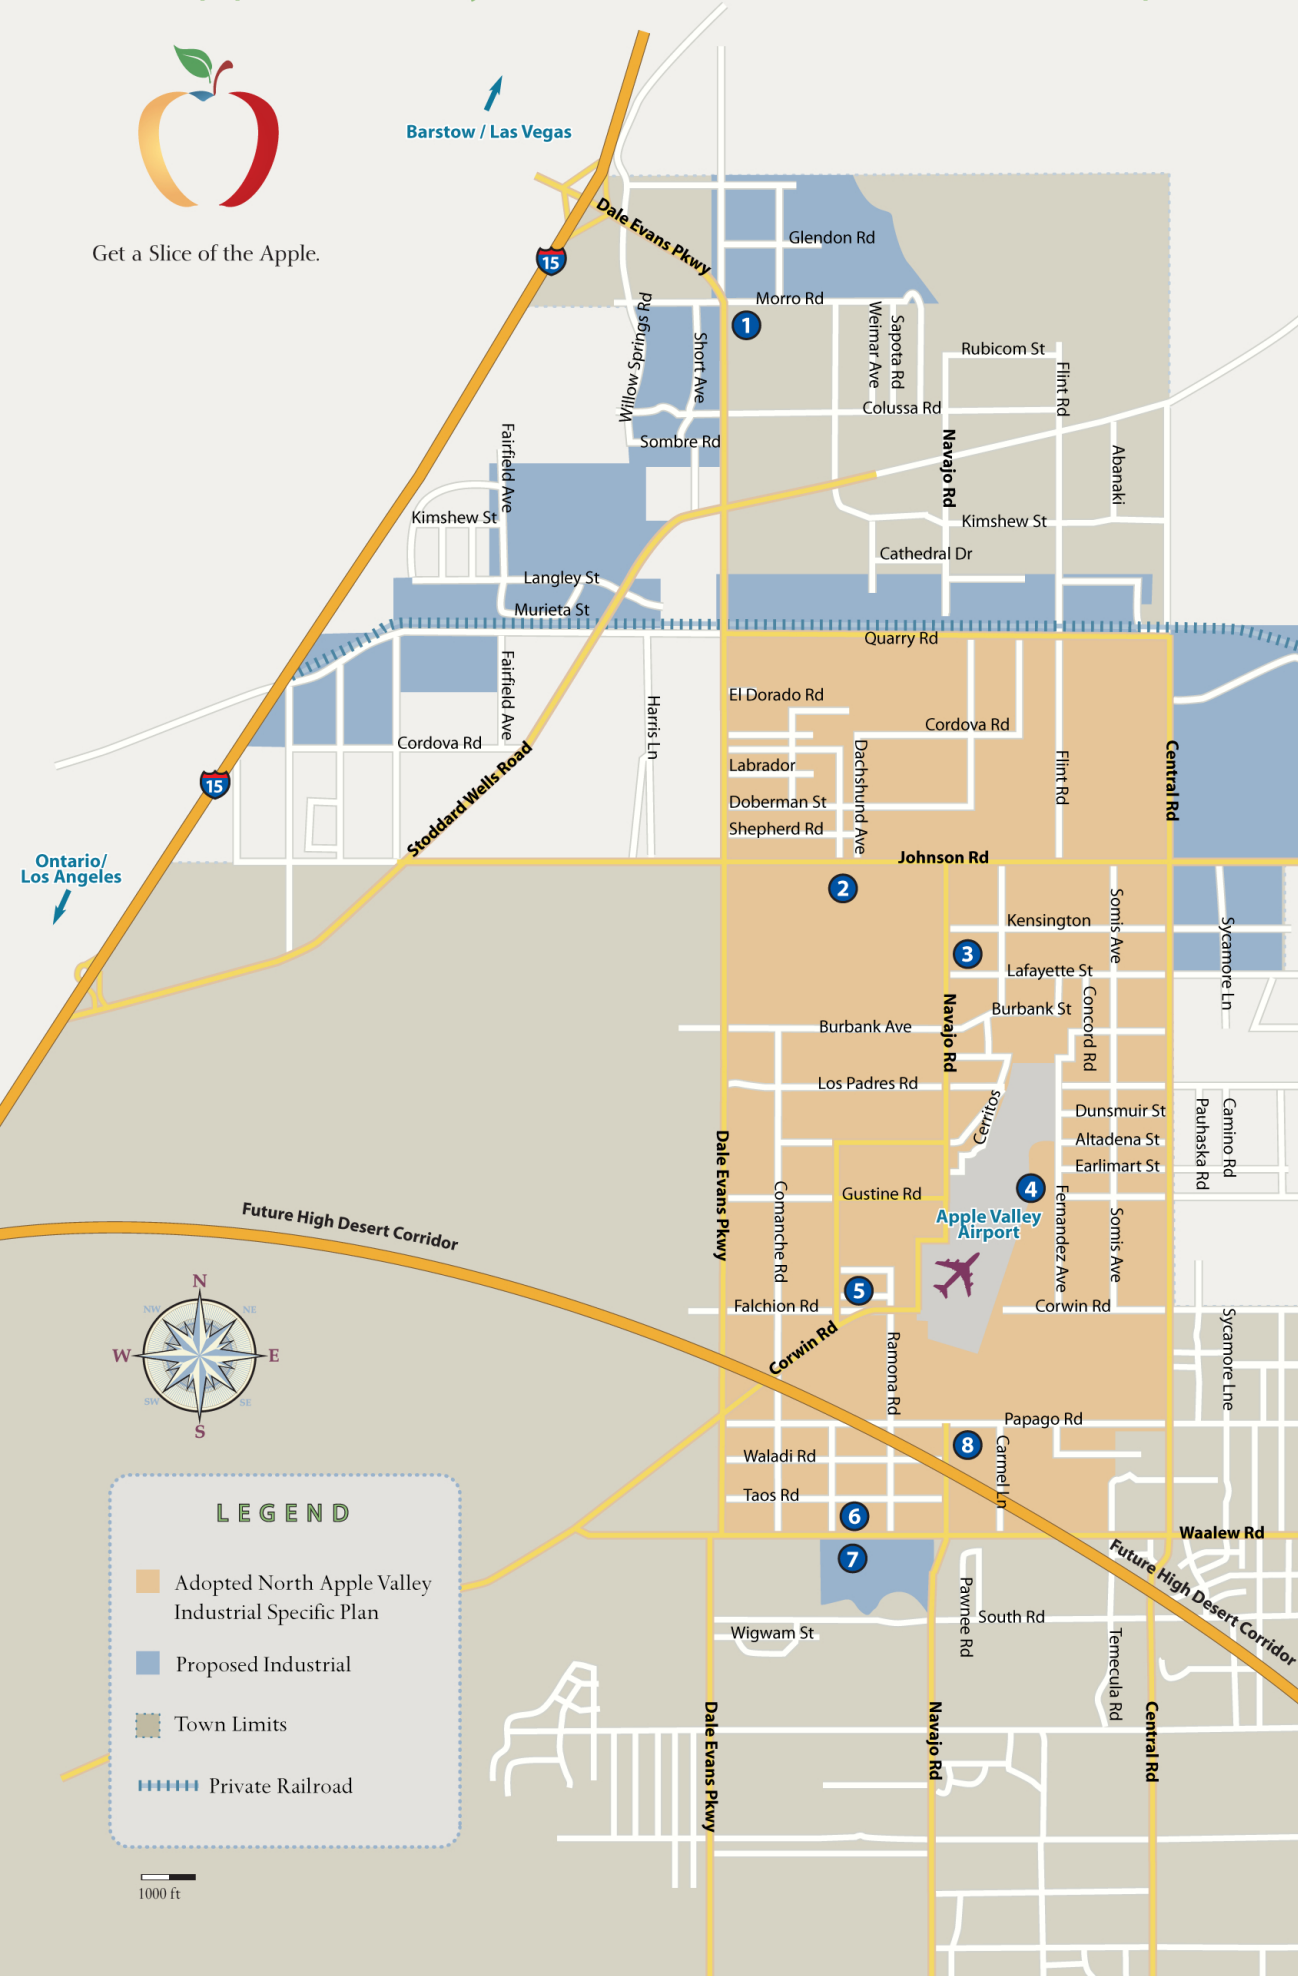 Barstow / Las Vegas
Get a Slice of the Apple.
15
Dale Evans Pkwy
Glendon Rd
Morro Rd
1
Willow Springs Rd
Short Ave
Weimar Ave
Sapota Rd
Rubicom St
Flint Rd
Colussa Rd
Sombre Rd
Navajo Rd
Abanaki
Fairfield Ave
Kimshew St
Kimshew St
Cathedral Dr
Langley St
Murieta St
Quarry Rd
Fairfield Ave
Harris Ln
El Dorado Rd
Cordova Rd
Cordova Rd
Labrador
Dachshund Ave
Flint Rd
Central Rd
15
Stoddard Wells Road
Doberman St
Shepherd Rd
Johnson Rd
Ontario/
Los Angeles
2
Kensington
Somis Ave
Sycamore Ln
3
Lafayette St
Navajo Rd
Burbank St
Concord Rd
Burbank Ave
Los Padres Rd
Cerritos
Dunsmuir St
Pauhaska Rd
Camino Rd
Altadena St
Earlimart St
Dale Evans Pkwy
Comanche Rd
Gustine Rd
4
Apple Valley
Airport
Fernandez Ave
Somis Ave
Future High Desert Corridor
N
NW
NE
W
E
SW
SE
S
5
Falchion Rd
Corwin Rd
Corwin Rd
Ramona Rd
Sycamore Lne
Papago Rd
8
Carmel Ln
Waladi Rd
Taos Rd
6
Waalew Rd
7
Future High Desert Corridor
Pawnee Rd
South Rd
Wigwam St
Temecula Rd
Dale Evans Pkwy
Navajo Rd
Central Rd
LEGEND
Adopted North Apple Valley
Industrial Specific Plan
Proposed Industrial
Town Limits
Private Railroad
1000 ft